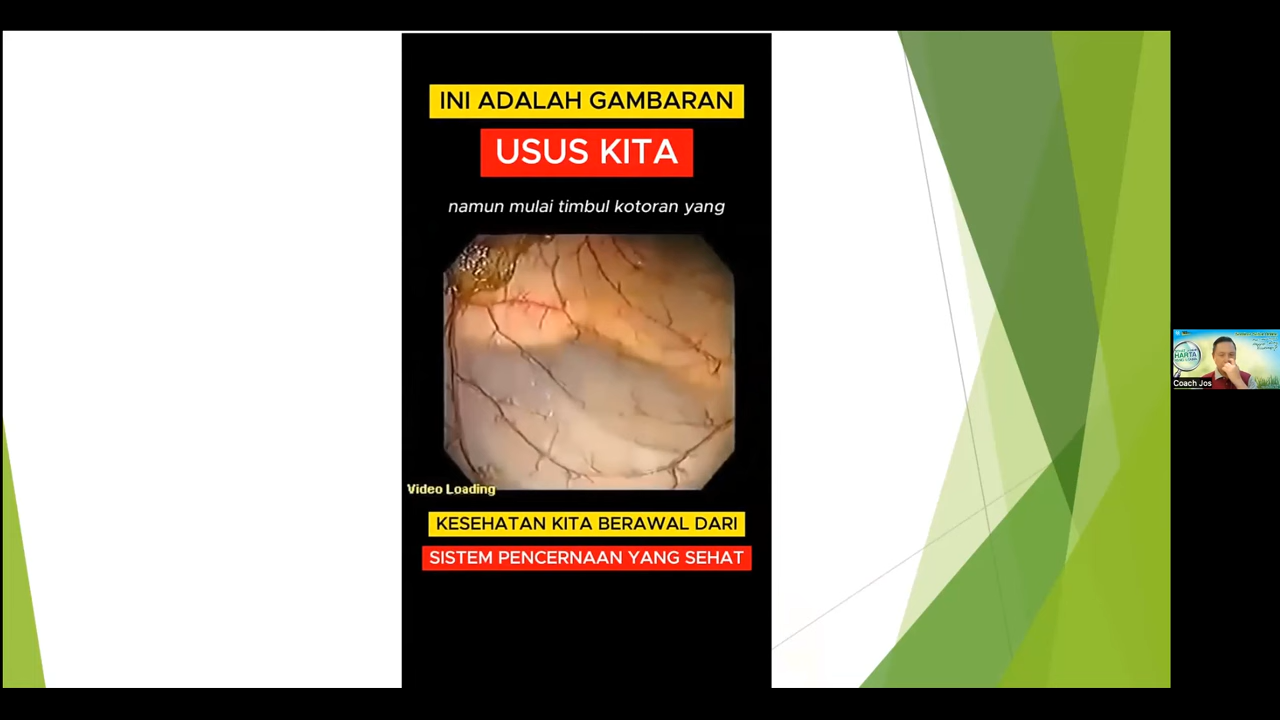 INI ADALAH GAMBARAN
USUS KITA
namun mulai timbul kotoran yang
Video Loading
KESEHATAN KITA BERAWAL DARI
SISTEM PENCERNAAN YANG SEHAT
HARTA
Coach Jos